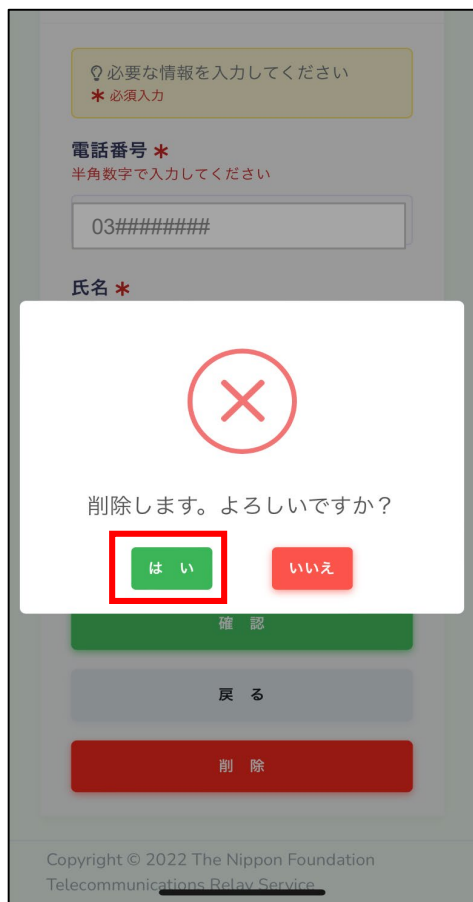 必要な情報を入力してください
* 必須入力
電話番号 *
半角数字で入力してください
03########
氏名 *
削除します。よろしいですか？
は い
いいえ
確 認
戻 る
削 除
Copyright © 2022 The Nippon Foundation
Telecommunications Relay Service